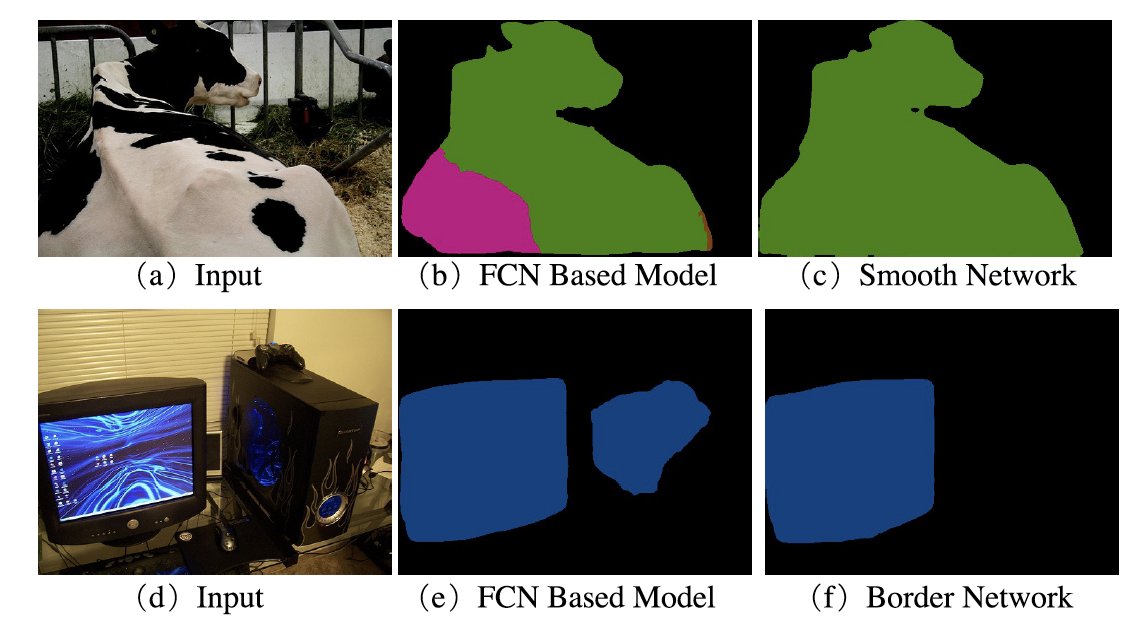 (a) Input
(b) FCN Based Model
(c) Smooth Network
(d) Input
(e) FCN Based Model
(f) Border Network